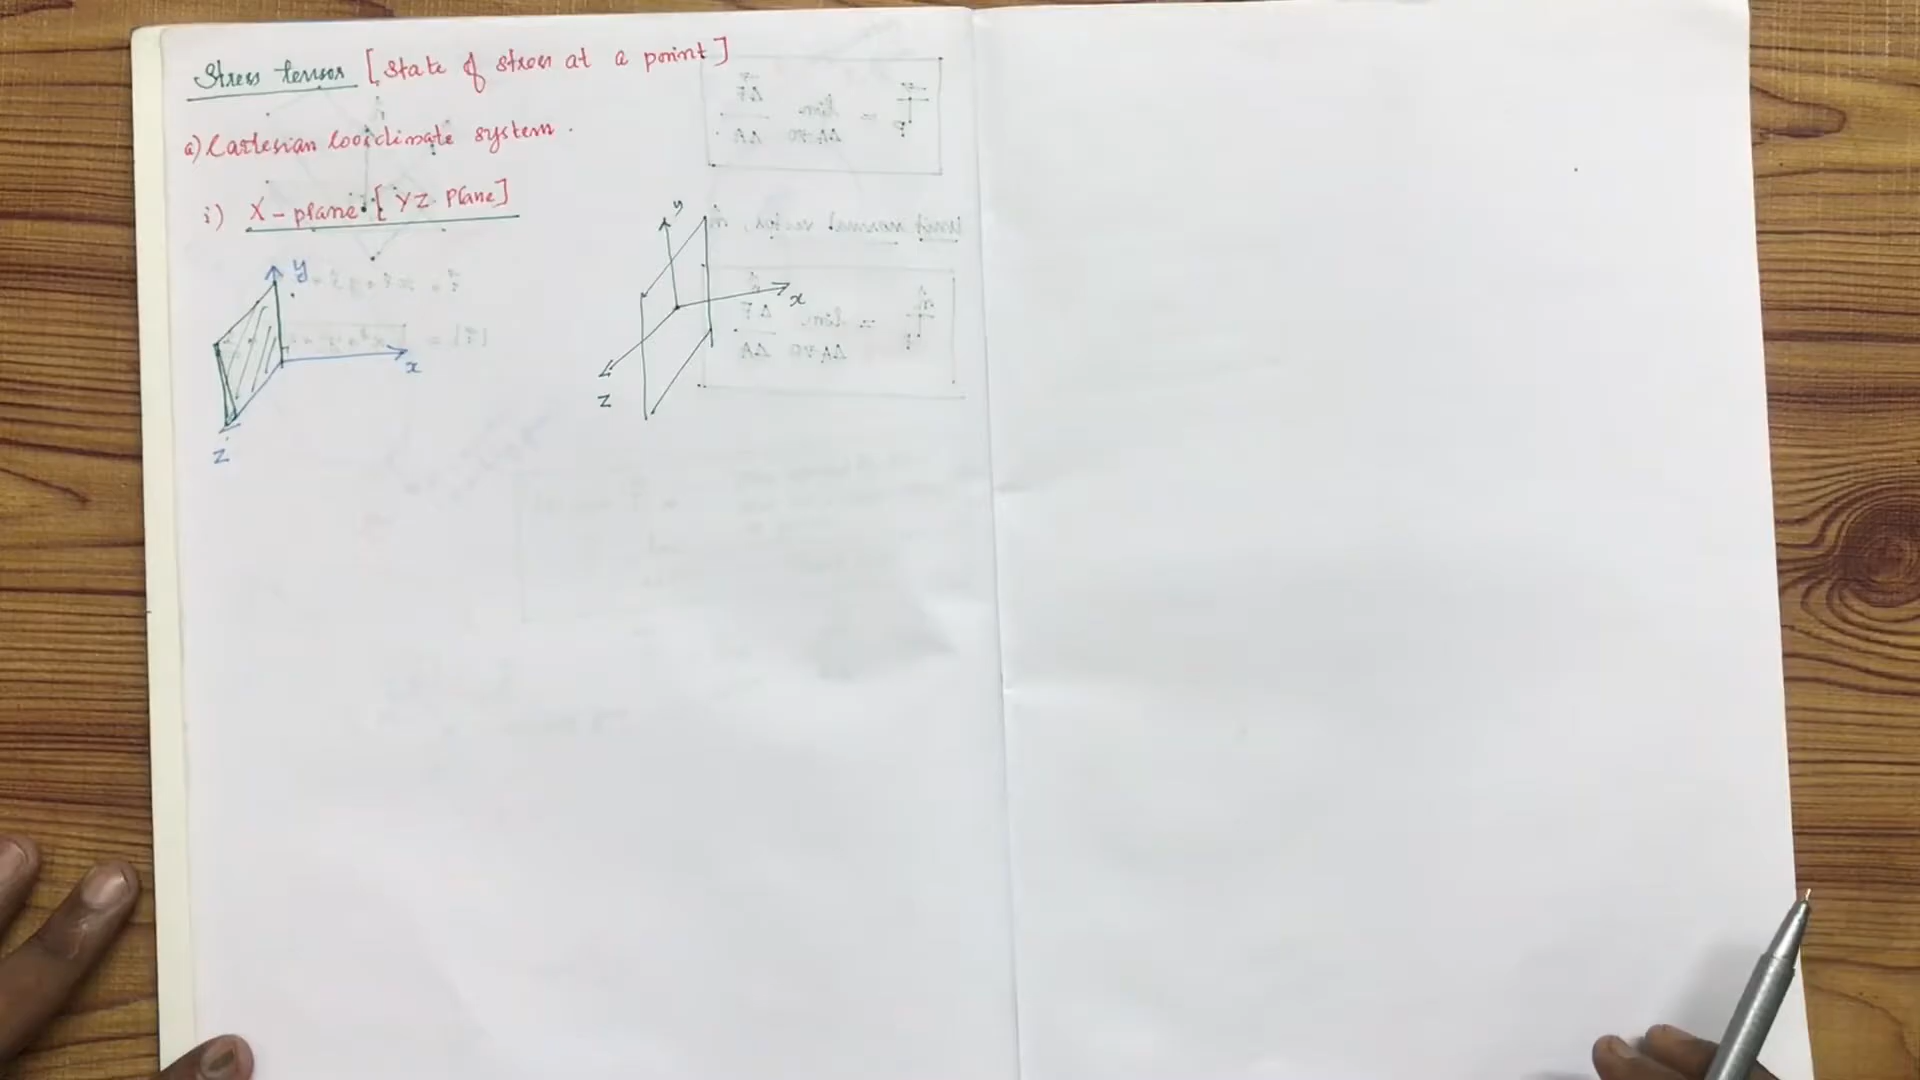 Stress tensor [State of stress at a point]
a) Cartesian coordinate system.
i) X-plane [YZ Plane]
y
x
z
y
x
z